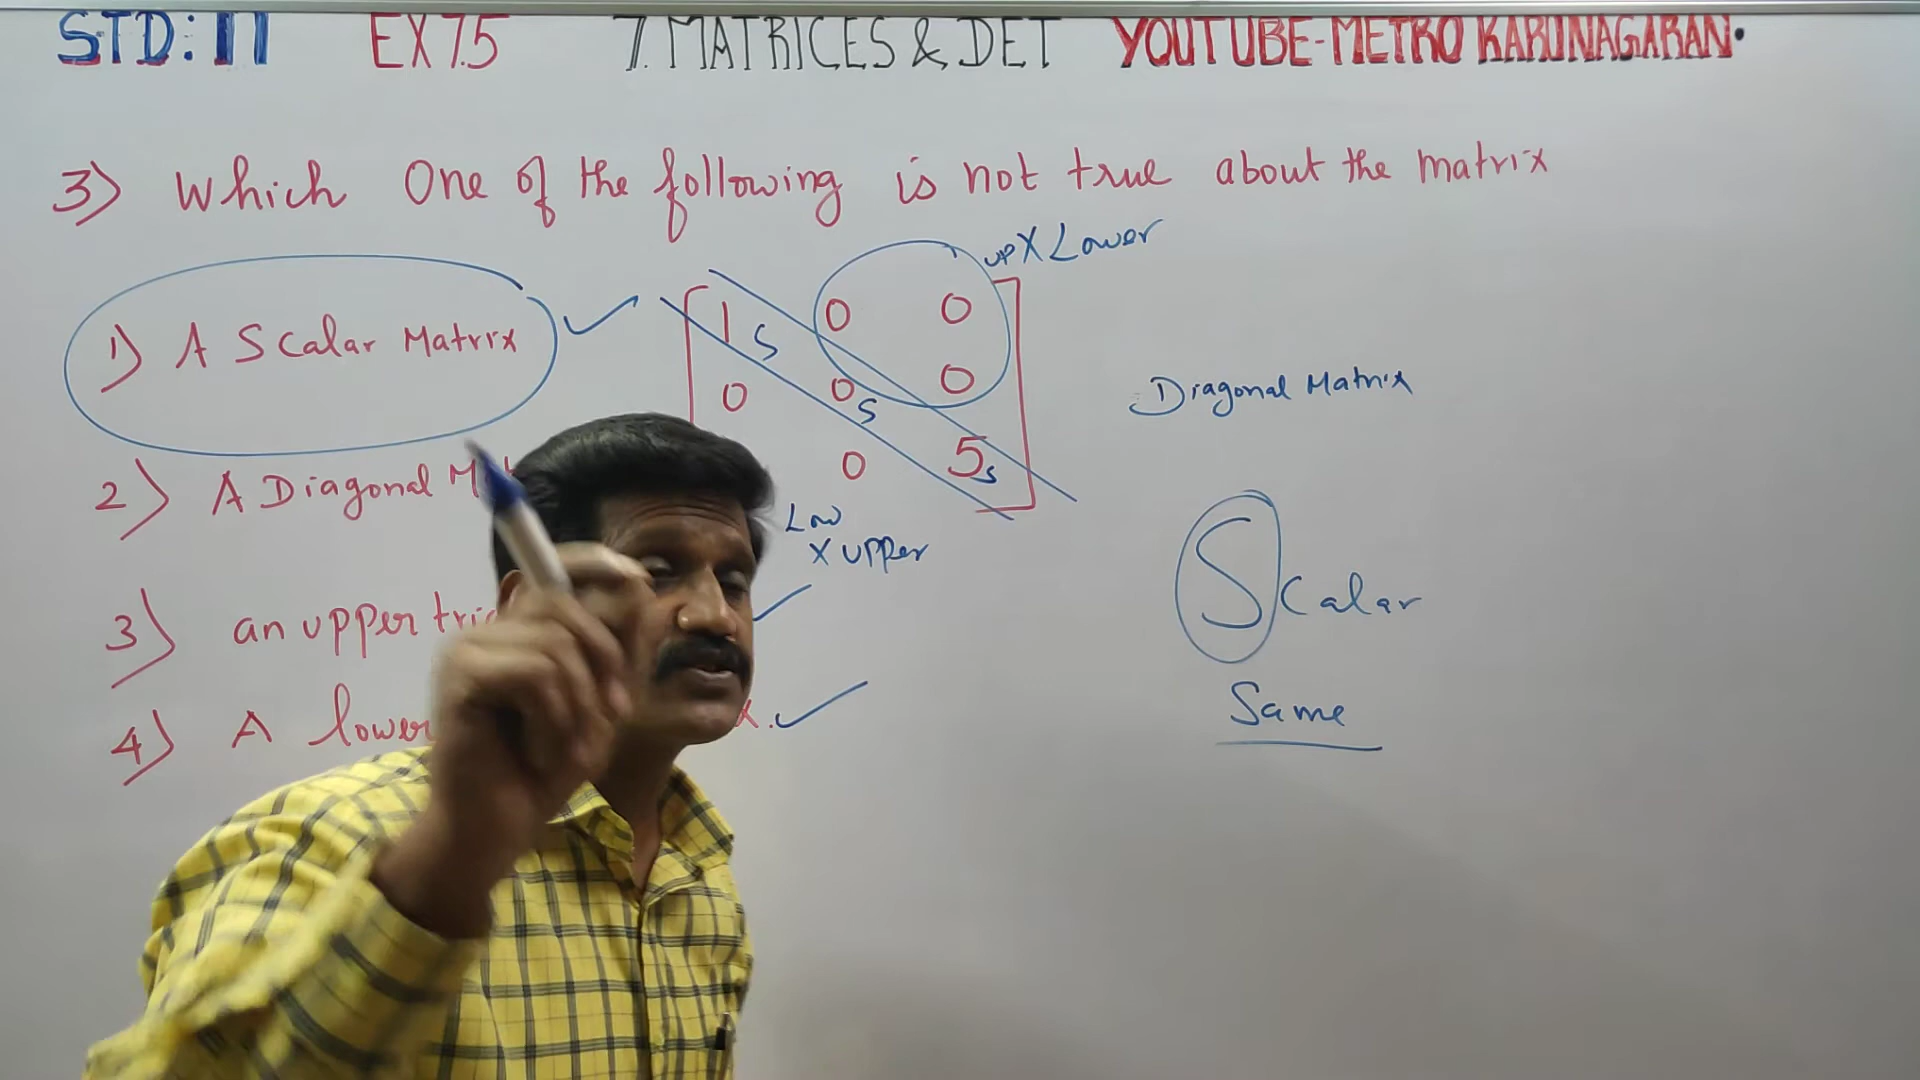 STD: 11 EX 7.5 7. MATRICES & DET YOUTUBE-METRO KARUNAGARAN.
3) Which One of the following is not true about the matrix
up X Lower
1) A Scalar Matrix
1 S 0 0
0 0 S 0
0 5 s
Diagonal Matrix
2) A Diagonal
Low
X upper
3) an upper
Scalar
4) A lower
Same